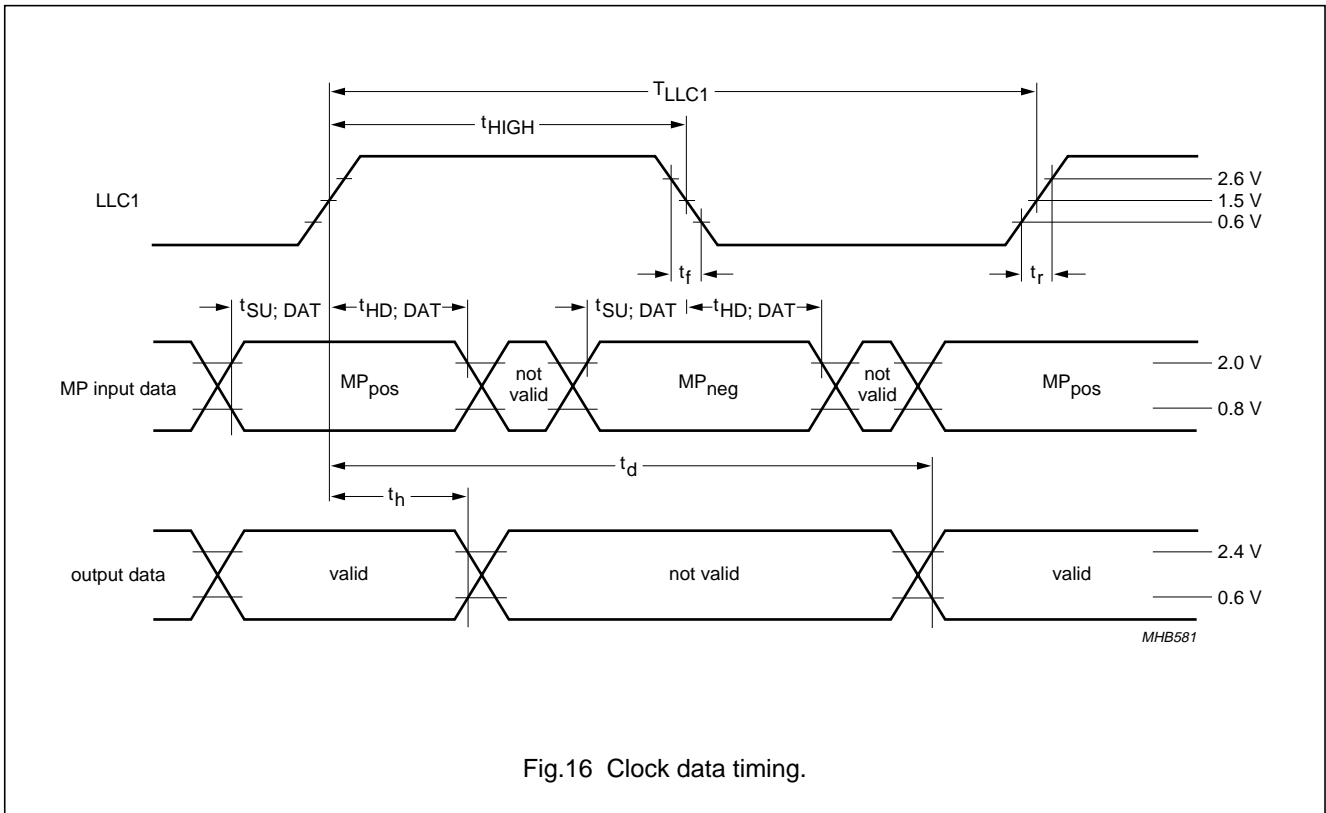 TLLC1
tHIGH
LLC1
2.6 V
1.5 V
0.6 V
tf
tr
tSU; DAT
tHD; DAT
tSU; DAT
tHD; DAT
MP input data
MPpos
not
valid
MPneg
not
valid
MPpos
2.0 V
0.8 V
td
th
output data
valid
not valid
valid
2.4 V
0.6 V
MHB581
Fig.16 Clock data timing.